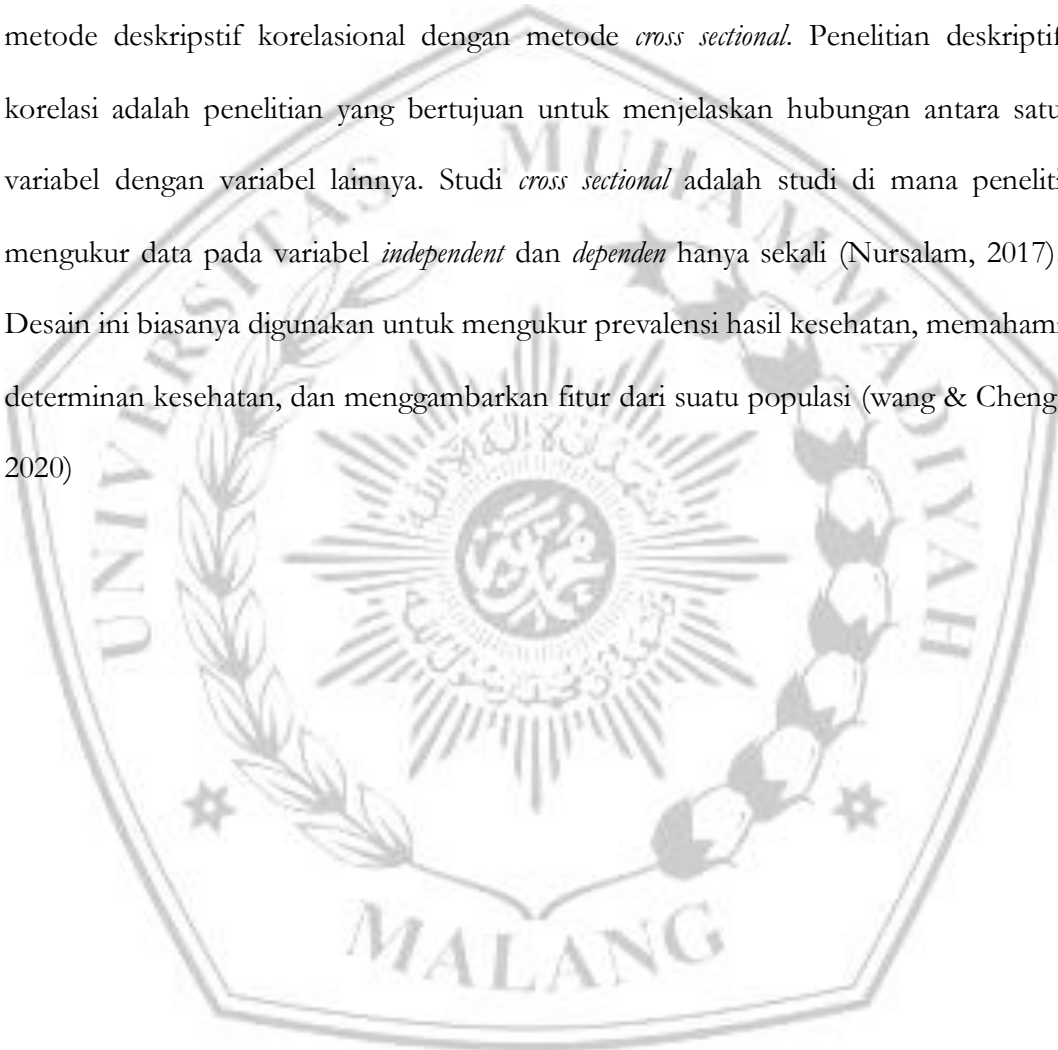 metode deskripstif korelasional dengan metode cross sectional. Penelitian deskriptif
korelasi adalah penelitian yang bertujuan untuk menjelaskan hubungan antara satu
variabel dengan variabel lainnya. Studi cross sectional adalah studi di mana peneliti
mengukur data pada variabel independent dan dependen hanya sekali (Nursalam, 2017).
Desain ini biasanya digunakan untuk mengukur prevalensi hasil kesehatan, memahami
determinan kesehatan, dan menggambarkan fitur dari suatu populasi (wang & Cheng,
2020)
UNIVERSITAS MUHAMMADIYAH
MALANG